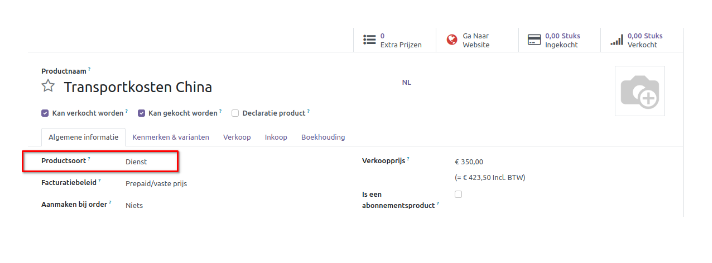 0
Extra Prijzen
Ga Naar
Website
0,00 Stuks
Ingekocht
0,00 Stuks
Verkocht
Productnaam ?
Transportkosten China
NL
Kan verkocht worden ? Kan gekocht worden ? Declaratie product ?
Algemene informatie Kenmerken & varianten Verkoop Inkoop Boekhouding
Productsoort ? Dienst
Verkoopprijs ? € 350,00
(= € 423,50 Incl. BTW)
Facturatiebeleid ? Prepaid/vaste prijs
Aanmaken bij order ? Niets
Is een
abonnementsproduct ?